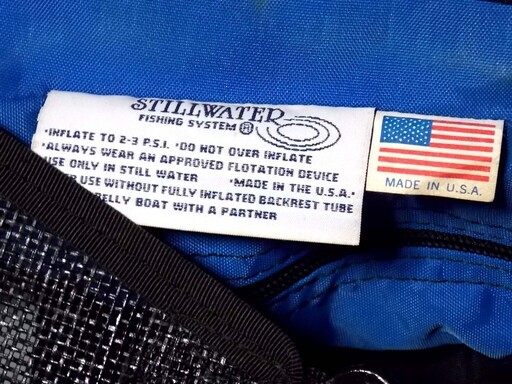 STILLWATER
FISHING SYSTEM ®
•INFLATE TO 2-3 P.S.I. •DO NOT OVER INFLATE
•ALWAYS WEAR AN APPROVED FLOTATION DEVICE
USE ONLY IN STILL WATER •MADE IN THE U.S.A.•
USE WITHOUT FULLY INFLATED BACKREST TUBE
BELLY BOAT WITH A PARTNER
MADE IN U.S.A.